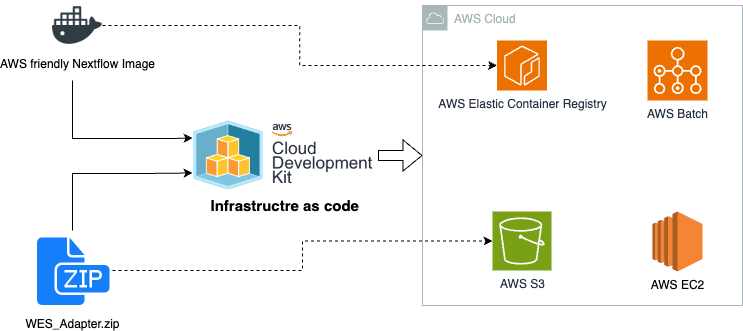 AWS Cloud
AWS friendly Nextflow Image
AWS Elastic Container Registry
AWS Batch
aws
Cloud
Development
Kit
Infrastructre as code
ZIP
WES_Adapter.zip
AWS S3
AWS EC2